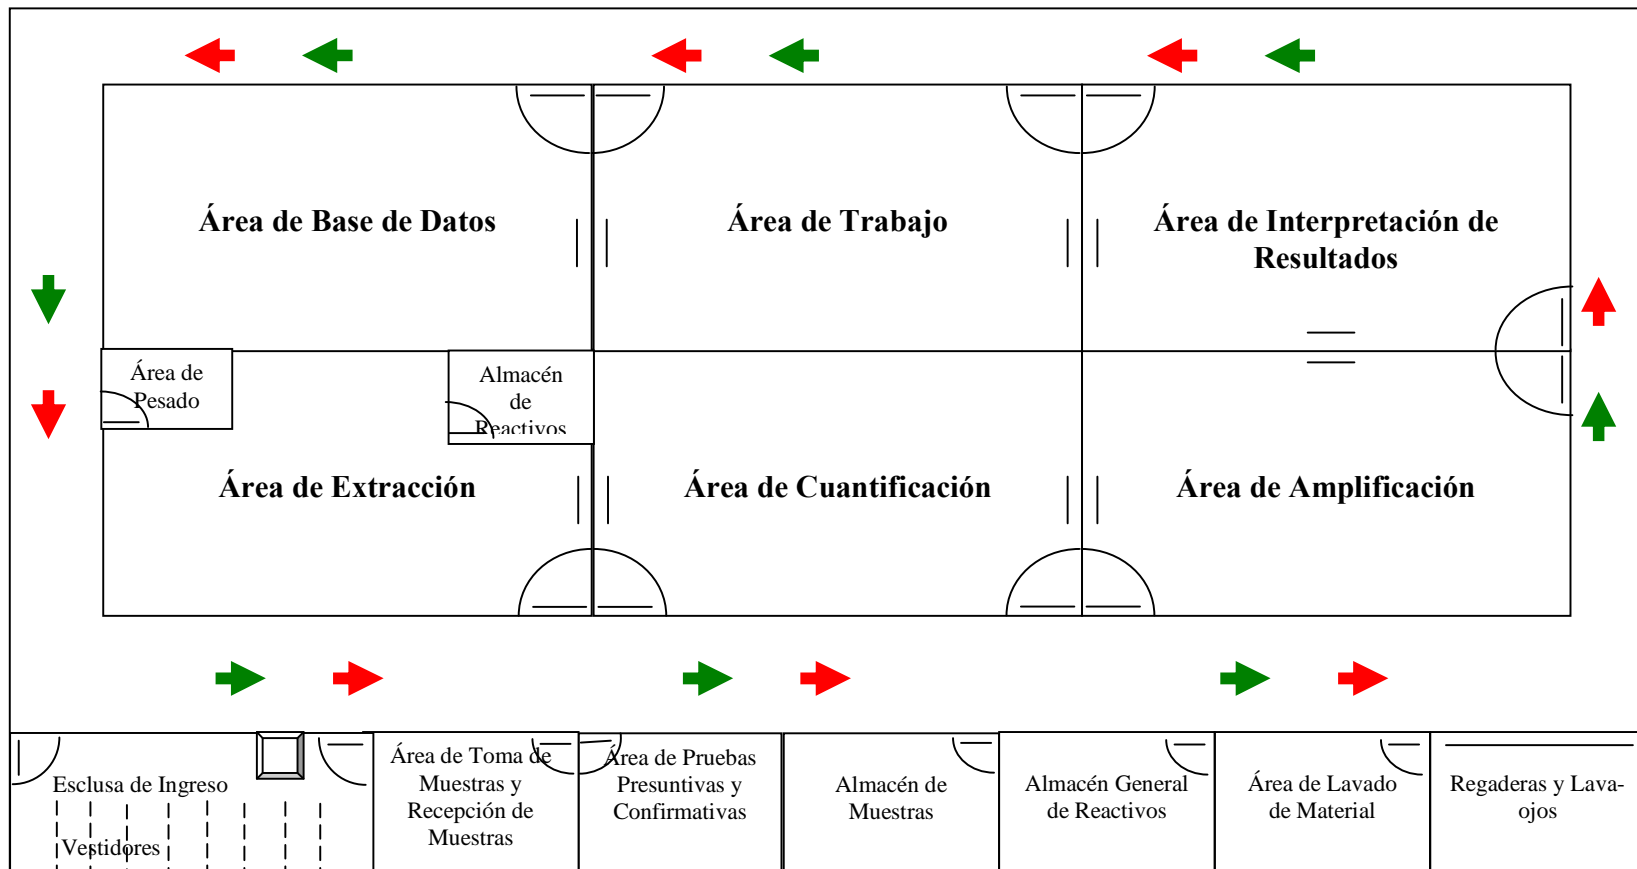 Área de Base de Datos
Área de Trabajo
Área de Interpretación de
Resultados
Área de
Pesado
Almacén
de
Reactivos
Área de Extracción
Área de Cuantificación
Área de Amplificación
Esclusa de Ingreso
Vestidores
Área de Toma de
Muestras y
Recepción de
Muestras
Área de Pruebas
Presuntivas y
Confirmativas
Almacén de
Muestras
Almacén General
de Reactivos
Área de Lavado
de Material
Regaderas y Lava-
ojos